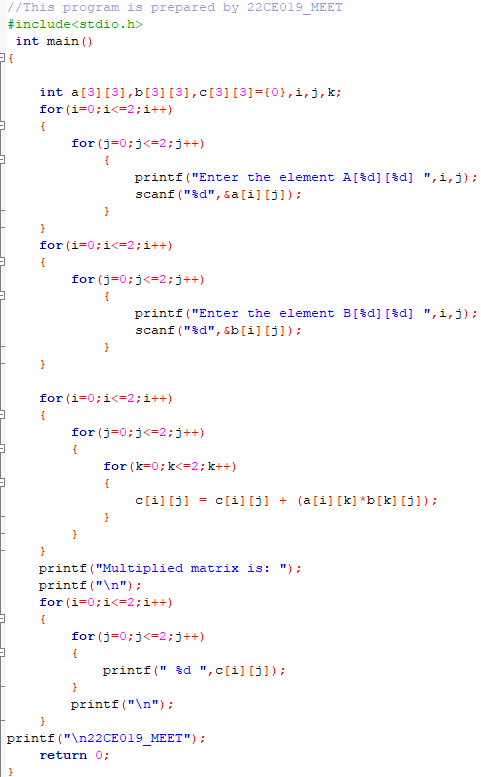 //This program is prepared by 22CE019_MEET
#include<stdio.h>
int main()
{
int a[3][3],b[3][3],c[3][3]={0},i,j,k;
for(i=0;i<=2;i++)
{
for(j=0;j<=2;j++)
{
printf("Enter the element A[%d][%d] ",i,j);
scanf("%d",&a[i][j]);
}
}
for(i=0;i<=2;i++)
{
for(j=0;j<=2;j++)
{
printf("Enter the element B[%d][%d] ",i,j);
scanf("%d",&b[i][j]);
}
}
for(i=0;i<=2;i++)
{
for(j=0;j<=2;j++)
{
for(k=0;k<=2;k++)
{
c[i][j] = c[i][j] + (a[i][k]*b[k][j]);
}
}
}
printf("Multiplied matrix is: ");
printf("\n");
for(i=0;i<=2;i++)
{
for(j=0;j<=2;j++)
{
printf(" %d ",c[i][j]);
}
printf("\n");
}
printf("\n22CE019_MEET");
return 0;
}